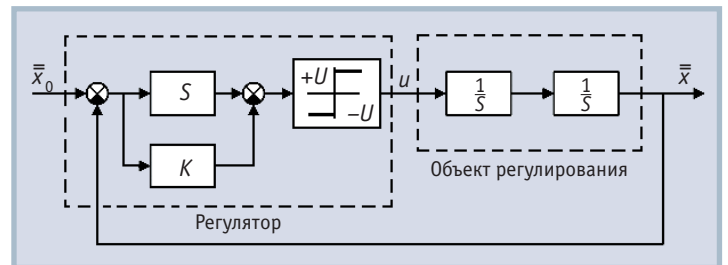 x̿₀
S
K
+U
−U
u
1/S
1/S
x̿
Объект регулирования
Регулятор